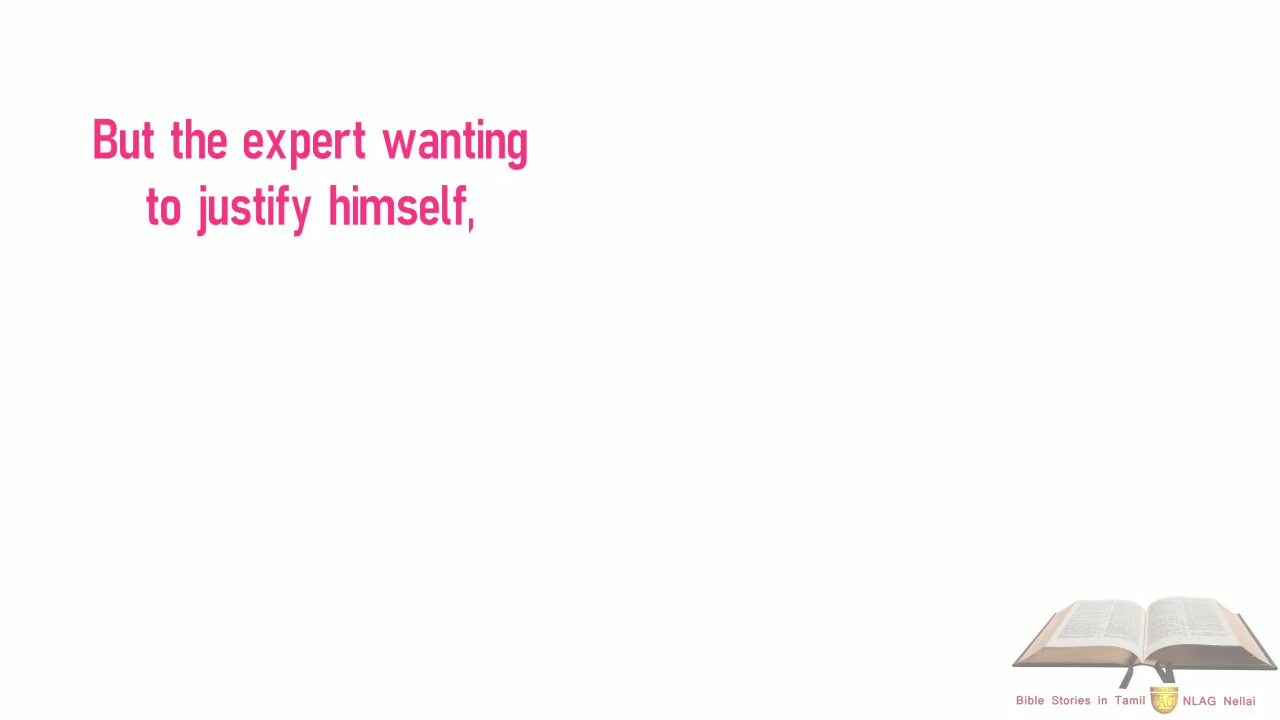 But the expert wanting
to justify himself,
Bible Stories in Tamil NLAG Nellai